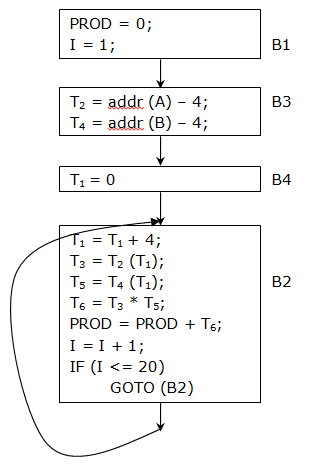 PROD = 0;
I = 1;
B1
T₂ = addr (A) – 4;
T₄ = addr (B) – 4;
B3
T₁ = 0
B4
T₁ = T₁ + 4;
T₃ = T₂ (T₁);
T₅ = T₄ (T₁);
T₆ = T₃ * T₅;
PROD = PROD + T₆;
I = I + 1;
IF (I <= 20)
GOTO (B2)
B2